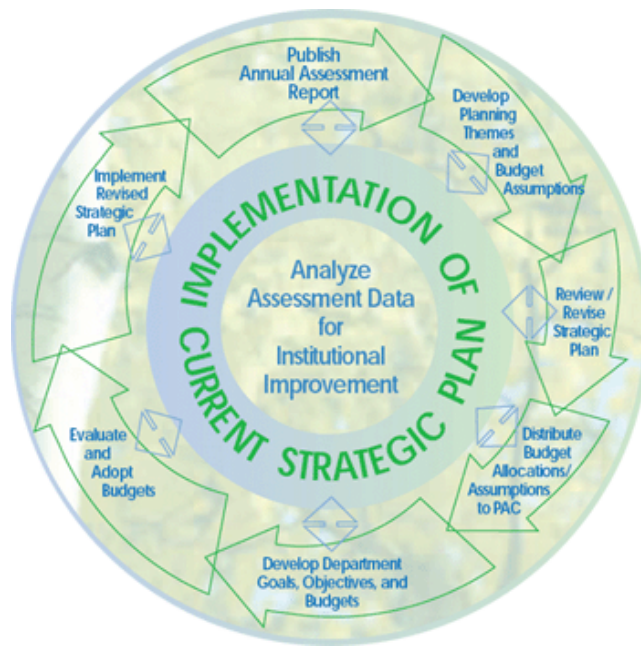 Publish
Annual Assessment
Report
Develop
Planning
Themes
and
Budget
Assumptions
Review /
Revise
Strategic
Plan
Distribute
Budget
Allocations/
Assumptions
to PAC
Develop Department
Goals, Objectives, and
Budgets
Evaluate
and
Adopt
Budgets
Implement
Revised
Strategic
Plan
IMPLEMENTATION OF
CURRENT STRATEGIC PLAN
Analyze
Assessment Data
for
Institutional
Improvement